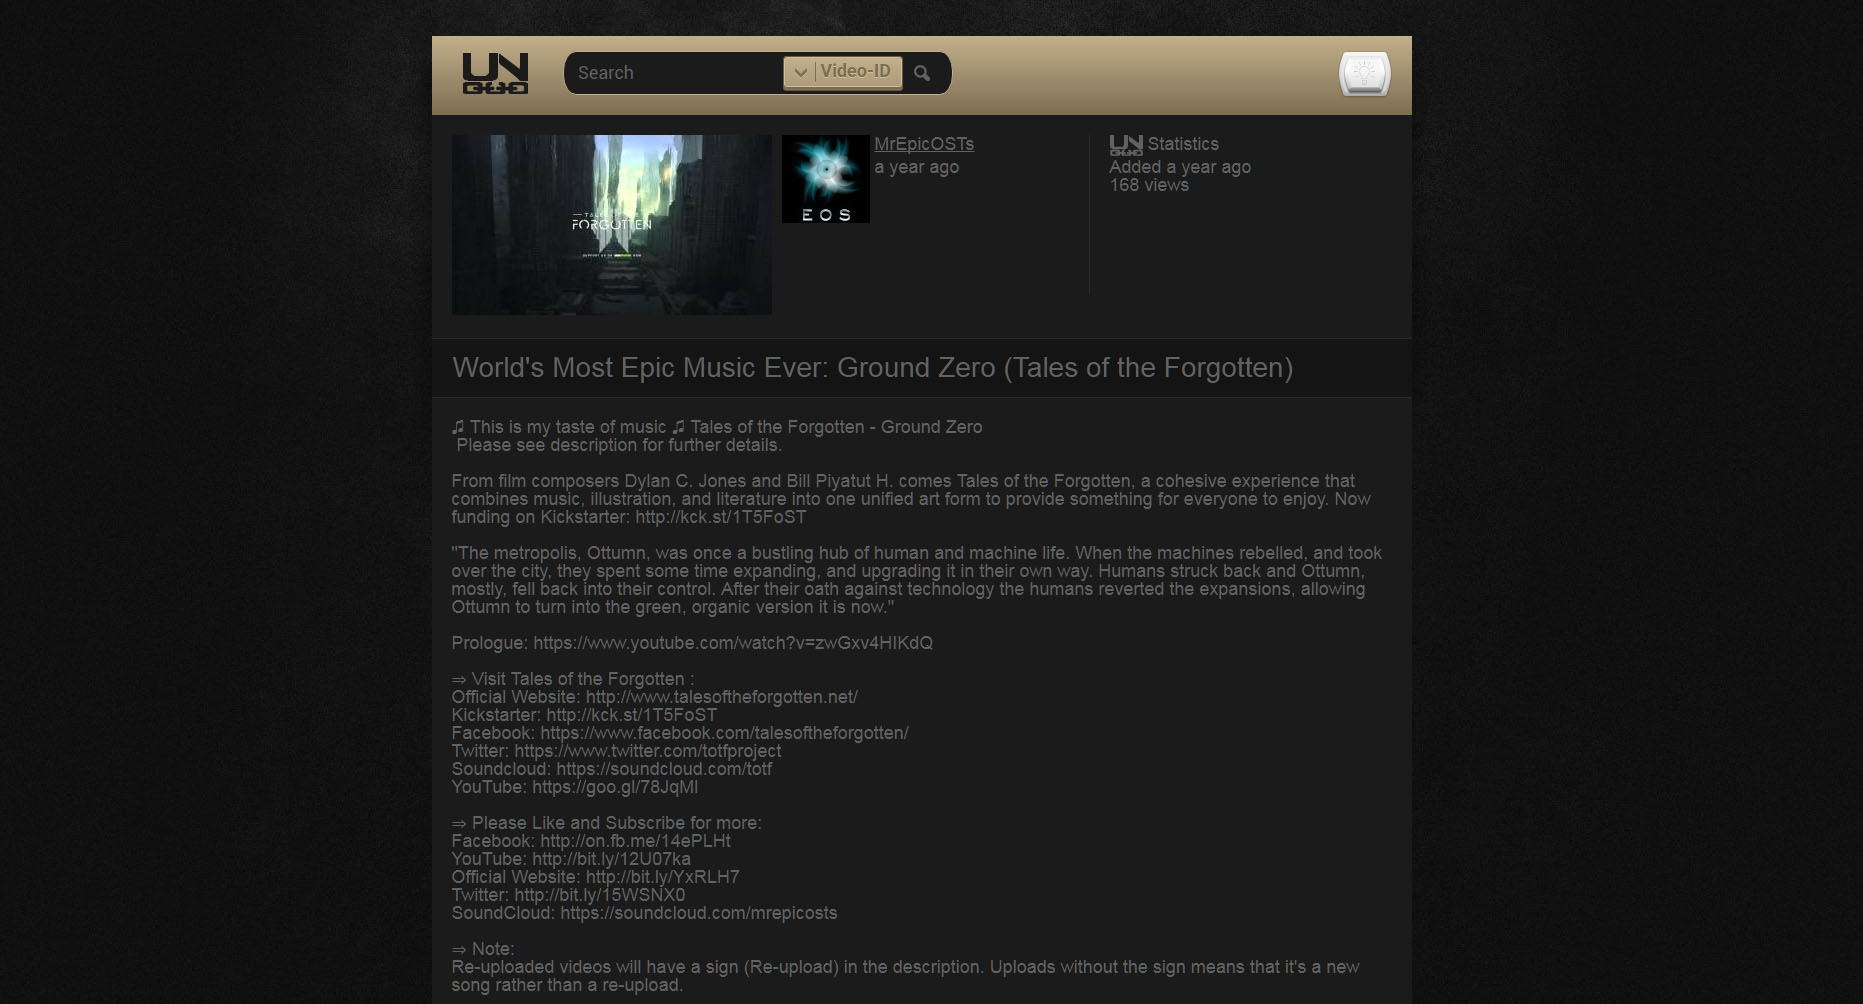 UN
Search
Video-ID
TALES OF THE
FORGOTTEN
EOS
MrEpicOSTs
a year ago
UN Statistics
Added a year ago
168 views
World's Most Epic Music Ever: Ground Zero (Tales of the Forgotten)
♫ This is my taste of music ♫ Tales of the Forgotten - Ground Zero
Please see description for further details.
From film composers Dylan C. Jones and Bill Piyatut H. comes Tales of the Forgotten, a cohesive experience that
combines music, illustration, and literature into one unified art form to provide something for everyone to enjoy. Now
funding on Kickstarter: http://kck.st/1T5FoST
"The metropolis, Ottumn, was once a bustling hub of human and machine life. When the machines rebelled, and took
over the city, they spent some time expanding, and upgrading it in their own way. Humans struck back and Ottumn,
mostly, fell back into their control. After their oath against technology the humans reverted the expansions, allowing
Ottumn to turn into the green, organic version it is now."
Prologue: https://www.youtube.com/watch?v=zwGxv4HIKdQ
⇒ Visit Tales of the Forgotten :
Official Website: http://www.talesoftheforgotten.net/
Kickstarter: http://kck.st/1T5FoST
Facebook: https://www.facebook.com/talesoftheforgotten/
Twitter: https://www.twitter.com/totfproject
Soundcloud: https://soundcloud.com/totf
YouTube: https://goo.gl/78JqMI
⇒ Please Like and Subscribe for more:
Facebook: http://on.fb.me/14ePLHt
YouTube: http://bit.ly/12U07ka
Official Website: http://bit.ly/YxRLH7
Twitter: http://bit.ly/15WSNX0
SoundCloud: https://soundcloud.com/mrepicosts
⇒ Note:
Re-uploaded videos will have a sign (Re-upload) in the description. Uploads without the sign means that it's a new
song rather than a re-upload.